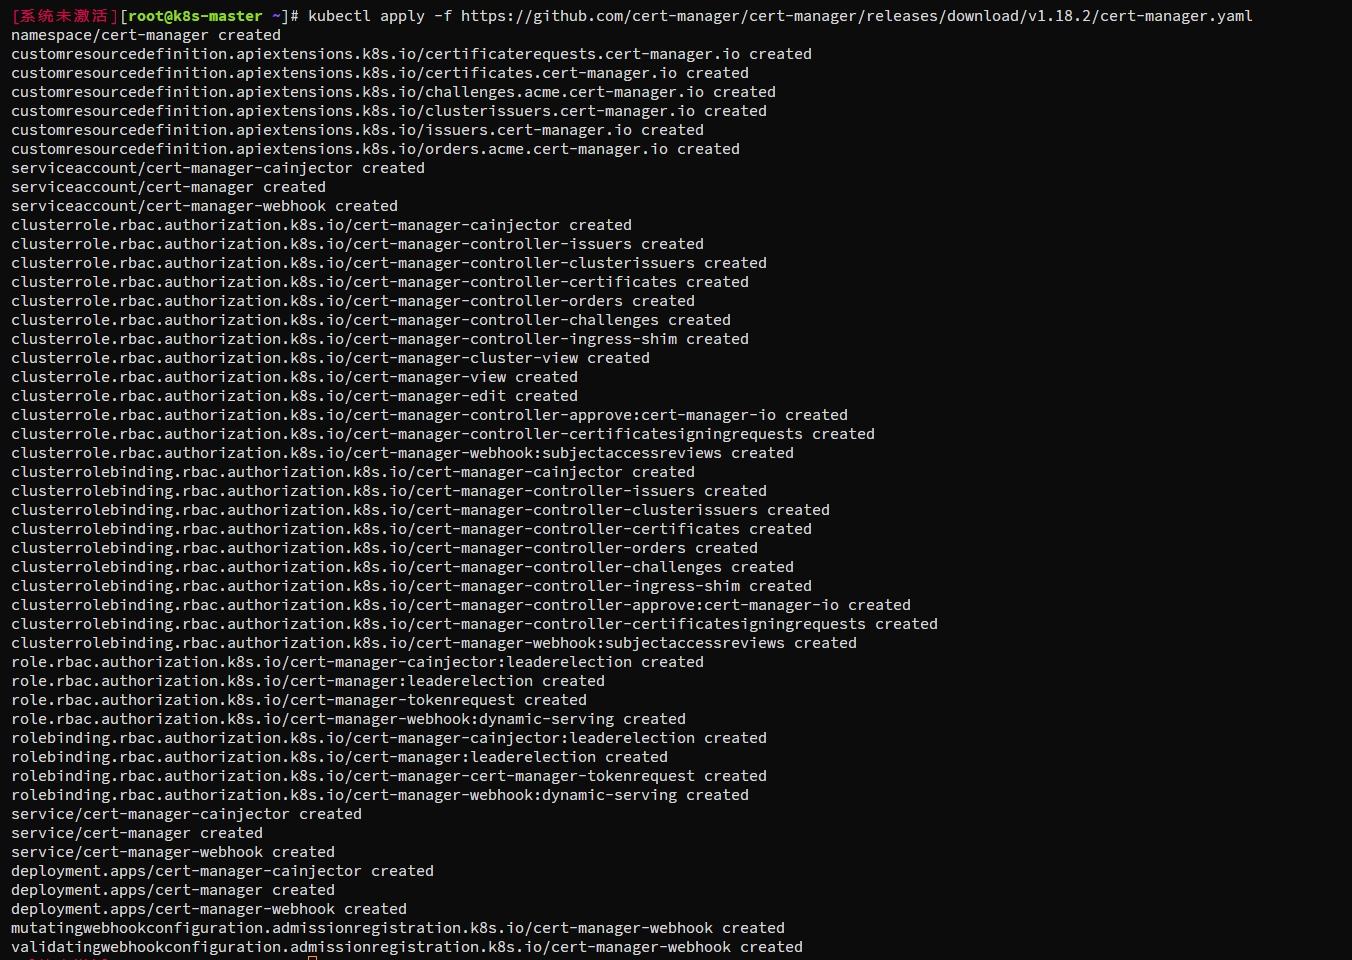 [系统未激活][root@k8s-master ~]# kubectl apply -f https://github.com/cert-manager/cert-manager/releases/download/v1.18.2/cert-manager.yaml
namespace/cert-manager created
customresourcedefinition.apiextensions.k8s.io/certificaterequests.cert-manager.io created
customresourcedefinition.apiextensions.k8s.io/certificates.cert-manager.io created
customresourcedefinition.apiextensions.k8s.io/challenges.acme.cert-manager.io created
customresourcedefinition.apiextensions.k8s.io/clusterissuers.cert-manager.io created
customresourcedefinition.apiextensions.k8s.io/issuers.cert-manager.io created
customresourcedefinition.apiextensions.k8s.io/orders.acme.cert-manager.io created
serviceaccount/cert-manager-cainjector created
serviceaccount/cert-manager created
serviceaccount/cert-manager-webhook created
clusterrole.rbac.authorization.k8s.io/cert-manager-cainjector created
clusterrole.rbac.authorization.k8s.io/cert-manager-controller-issuers created
clusterrole.rbac.authorization.k8s.io/cert-manager-controller-clusterissuers created
clusterrole.rbac.authorization.k8s.io/cert-manager-controller-certificates created
clusterrole.rbac.authorization.k8s.io/cert-manager-controller-orders created
clusterrole.rbac.authorization.k8s.io/cert-manager-controller-challenges created
clusterrole.rbac.authorization.k8s.io/cert-manager-controller-ingress-shim created
clusterrole.rbac.authorization.k8s.io/cert-manager-cluster-view created
clusterrole.rbac.authorization.k8s.io/cert-manager-view created
clusterrole.rbac.authorization.k8s.io/cert-manager-edit created
clusterrole.rbac.authorization.k8s.io/cert-manager-controller-approve:cert-manager-io created
clusterrole.rbac.authorization.k8s.io/cert-manager-controller-certificatesigningrequests created
clusterrole.rbac.authorization.k8s.io/cert-manager-webhook:subjectaccessreviews created
clusterrolebinding.rbac.authorization.k8s.io/cert-manager-cainjector created
clusterrolebinding.rbac.authorization.k8s.io/cert-manager-controller-issuers created
clusterrolebinding.rbac.authorization.k8s.io/cert-manager-controller-clusterissuers created
clusterrolebinding.rbac.authorization.k8s.io/cert-manager-controller-certificates created
clusterrolebinding.rbac.authorization.k8s.io/cert-manager-controller-orders created
clusterrolebinding.rbac.authorization.k8s.io/cert-manager-controller-challenges created
clusterrolebinding.rbac.authorization.k8s.io/cert-manager-controller-ingress-shim created
clusterrolebinding.rbac.authorization.k8s.io/cert-manager-controller-approve:cert-manager-io created
clusterrolebinding.rbac.authorization.k8s.io/cert-manager-controller-certificatesigningrequests created
clusterrolebinding.rbac.authorization.k8s.io/cert-manager-webhook:subjectaccessreviews created
role.rbac.authorization.k8s.io/cert-manager-cainjector:leaderelection created
role.rbac.authorization.k8s.io/cert-manager:leaderelection created
role.rbac.authorization.k8s.io/cert-manager-tokenrequest created
role.rbac.authorization.k8s.io/cert-manager-webhook:dynamic-serving created
rolebinding.rbac.authorization.k8s.io/cert-manager-cainjector:leaderelection created
rolebinding.rbac.authorization.k8s.io/cert-manager:leaderelection created
rolebinding.rbac.authorization.k8s.io/cert-manager-cert-manager-tokenrequest created
rolebinding.rbac.authorization.k8s.io/cert-manager-webhook:dynamic-serving created
service/cert-manager-cainjector created
service/cert-manager created
service/cert-manager-webhook created
deployment.apps/cert-manager-cainjector created
deployment.apps/cert-manager created
deployment.apps/cert-manager-webhook created
mutatingwebhookconfiguration.admissionregistration.k8s.io/cert-manager-webhook created
validatingwebhookconfiguration.admissionregistration.k8s.io/cert-manager-webhook created